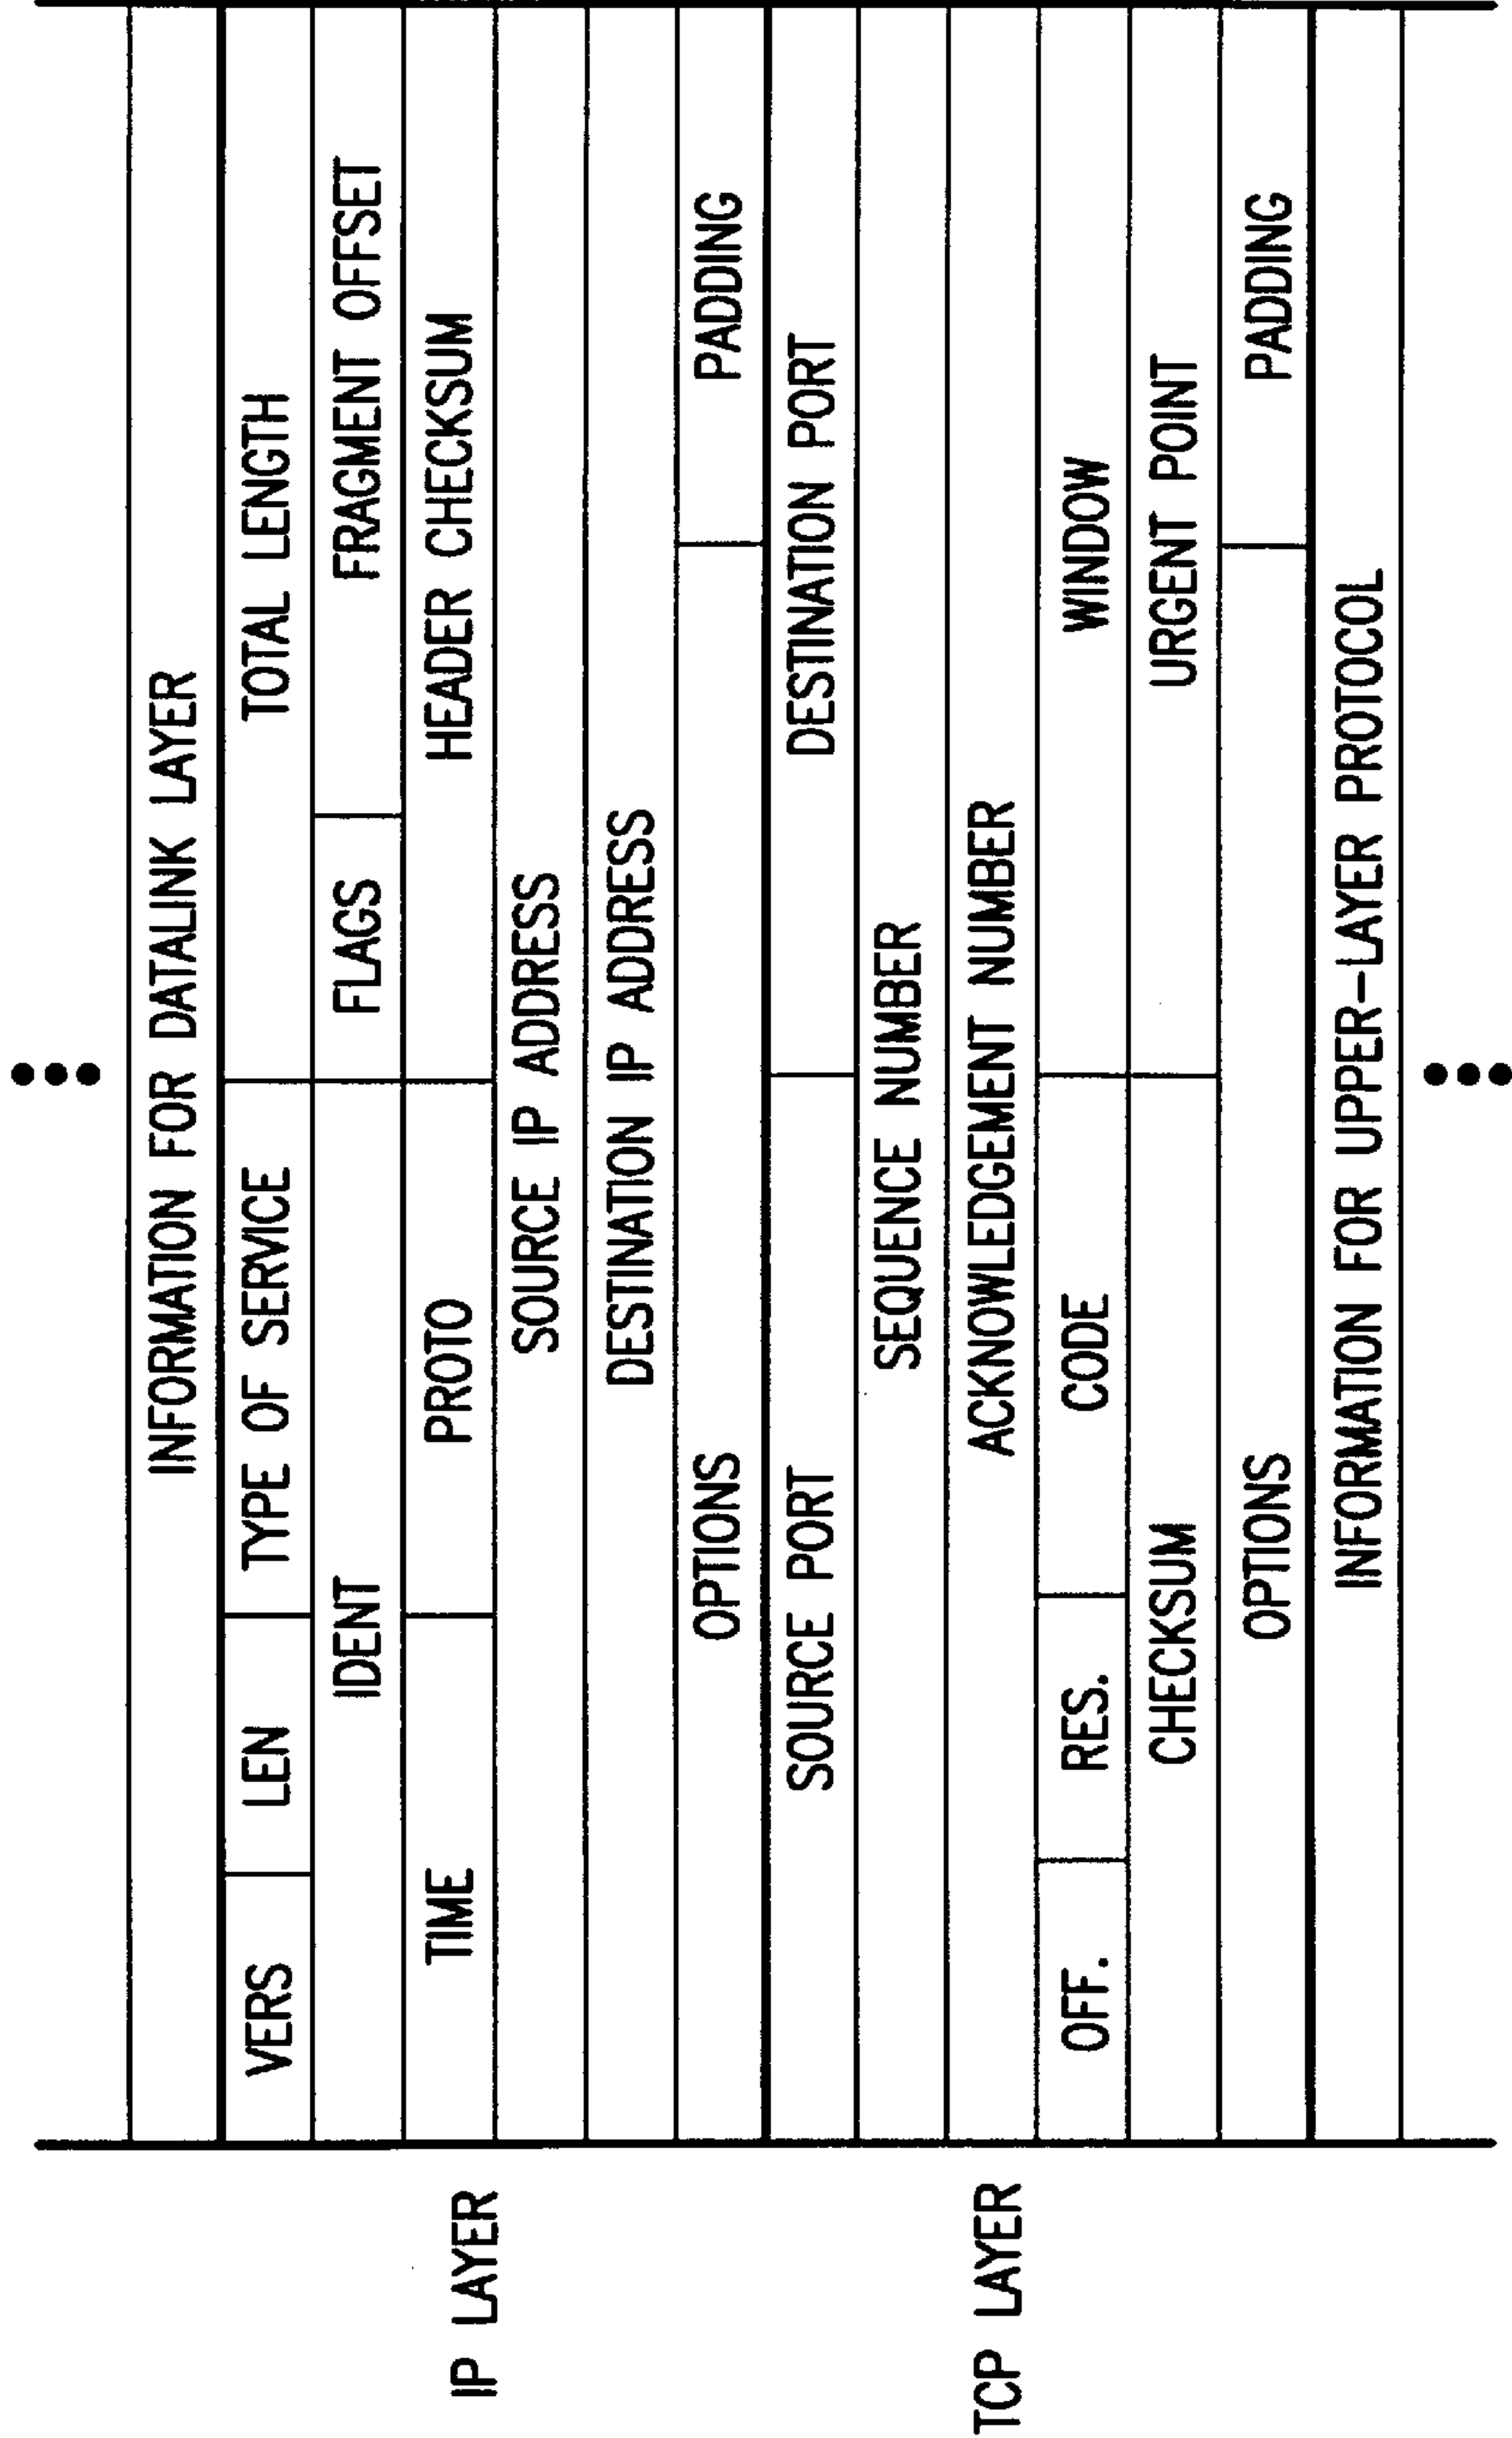 INFORMATION FOR DATALINK LAYER
VERS LEN TYPE OF SERVICE TOTAL LENGTH
IDENT FLAGS FRAGMENT OFFSET
TIME PROTO HEADER CHECKSUM
IP LAYER
SOURCE IP ADDRESS
DESTINATION IP ADDRESS
OPTIONS PADDING
SOURCE PORT DESTINATION PORT
SEQUENCE NUMBER
TCP LAYER
ACKNOWLEDGEMENT NUMBER
OFF. RES. CODE WINDOW
CHECKSUM URGENT POINT
OPTIONS PADDING
INFORMATION FOR UPPER-LAYER PROTOCOL